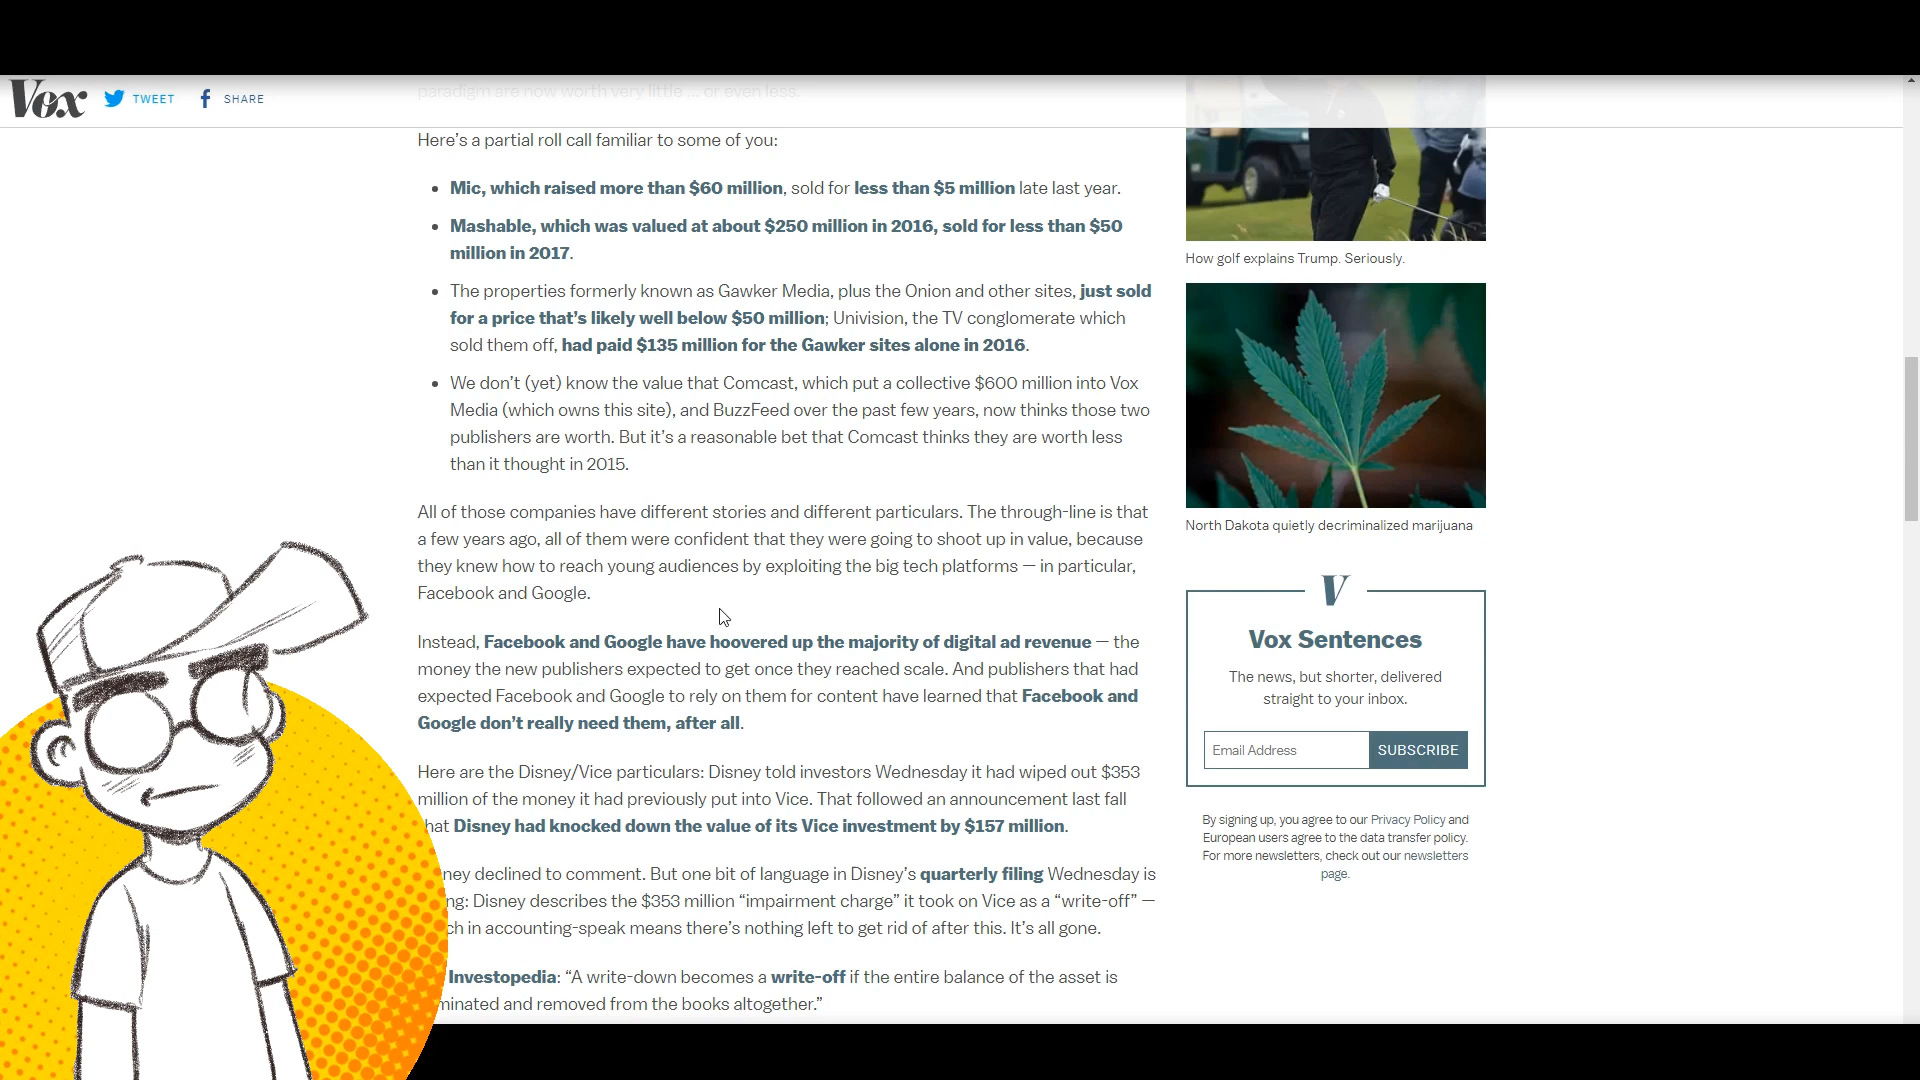 Vox TWEET SHARE
paradigm are now worth very little ... or even less.
Here’s a partial roll call familiar to some of you:
• Mic, which raised more than $60 million, sold for less than $5 million late last year.
• Mashable, which was valued at about $250 million in 2016, sold for less than $50
million in 2017.
• The properties formerly known as Gawker Media, plus the Onion and other sites, just sold
for a price that’s likely well below $50 million; Univision, the TV conglomerate which
sold them off, had paid $135 million for the Gawker sites alone in 2016.
• We don’t (yet) know the value that Comcast, which put a collective $600 million into Vox
Media (which owns this site), and BuzzFeed over the past few years, now thinks those two
publishers are worth. But it’s a reasonable bet that Comcast thinks they are worth less
than it thought in 2015.
All of those companies have different stories and different particulars. The through-line is that
a few years ago, all of them were confident that they were going to shoot up in value, because
they knew how to reach young audiences by exploiting the big tech platforms — in particular,
Facebook and Google.
Instead, Facebook and Google have hoovered up the majority of digital ad revenue — the
money the new publishers expected to get once they reached scale. And publishers that had
expected Facebook and Google to rely on them for content have learned that Facebook and
Google don’t really need them, after all.
Here are the Disney/Vice particulars: Disney told investors Wednesday it had wiped out $353
million of the money it had previously put into Vice. That followed an announcement last fall
hat Disney had knocked down the value of its Vice investment by $157 million.
ney declined to comment. But one bit of language in Disney’s quarterly filing Wednesday is
ng: Disney describes the $353 million “impairment charge” it took on Vice as a “write-off” —
ch in accounting-speak means there’s nothing left to get rid of after this. It’s all gone.
Investopedia: “A write-down becomes a write-off if the entire balance of the asset is
minated and removed from the books altogether.”
How golf explains Trump. Seriously.
North Dakota quietly decriminalized marijuana
V
Vox Sentences
The news, but shorter, delivered
straight to your inbox.
Email Address SUBSCRIBE
By signing up, you agree to our Privacy Policy and
European users agree to the data transfer policy.
For more newsletters, check out our newsletters
page.